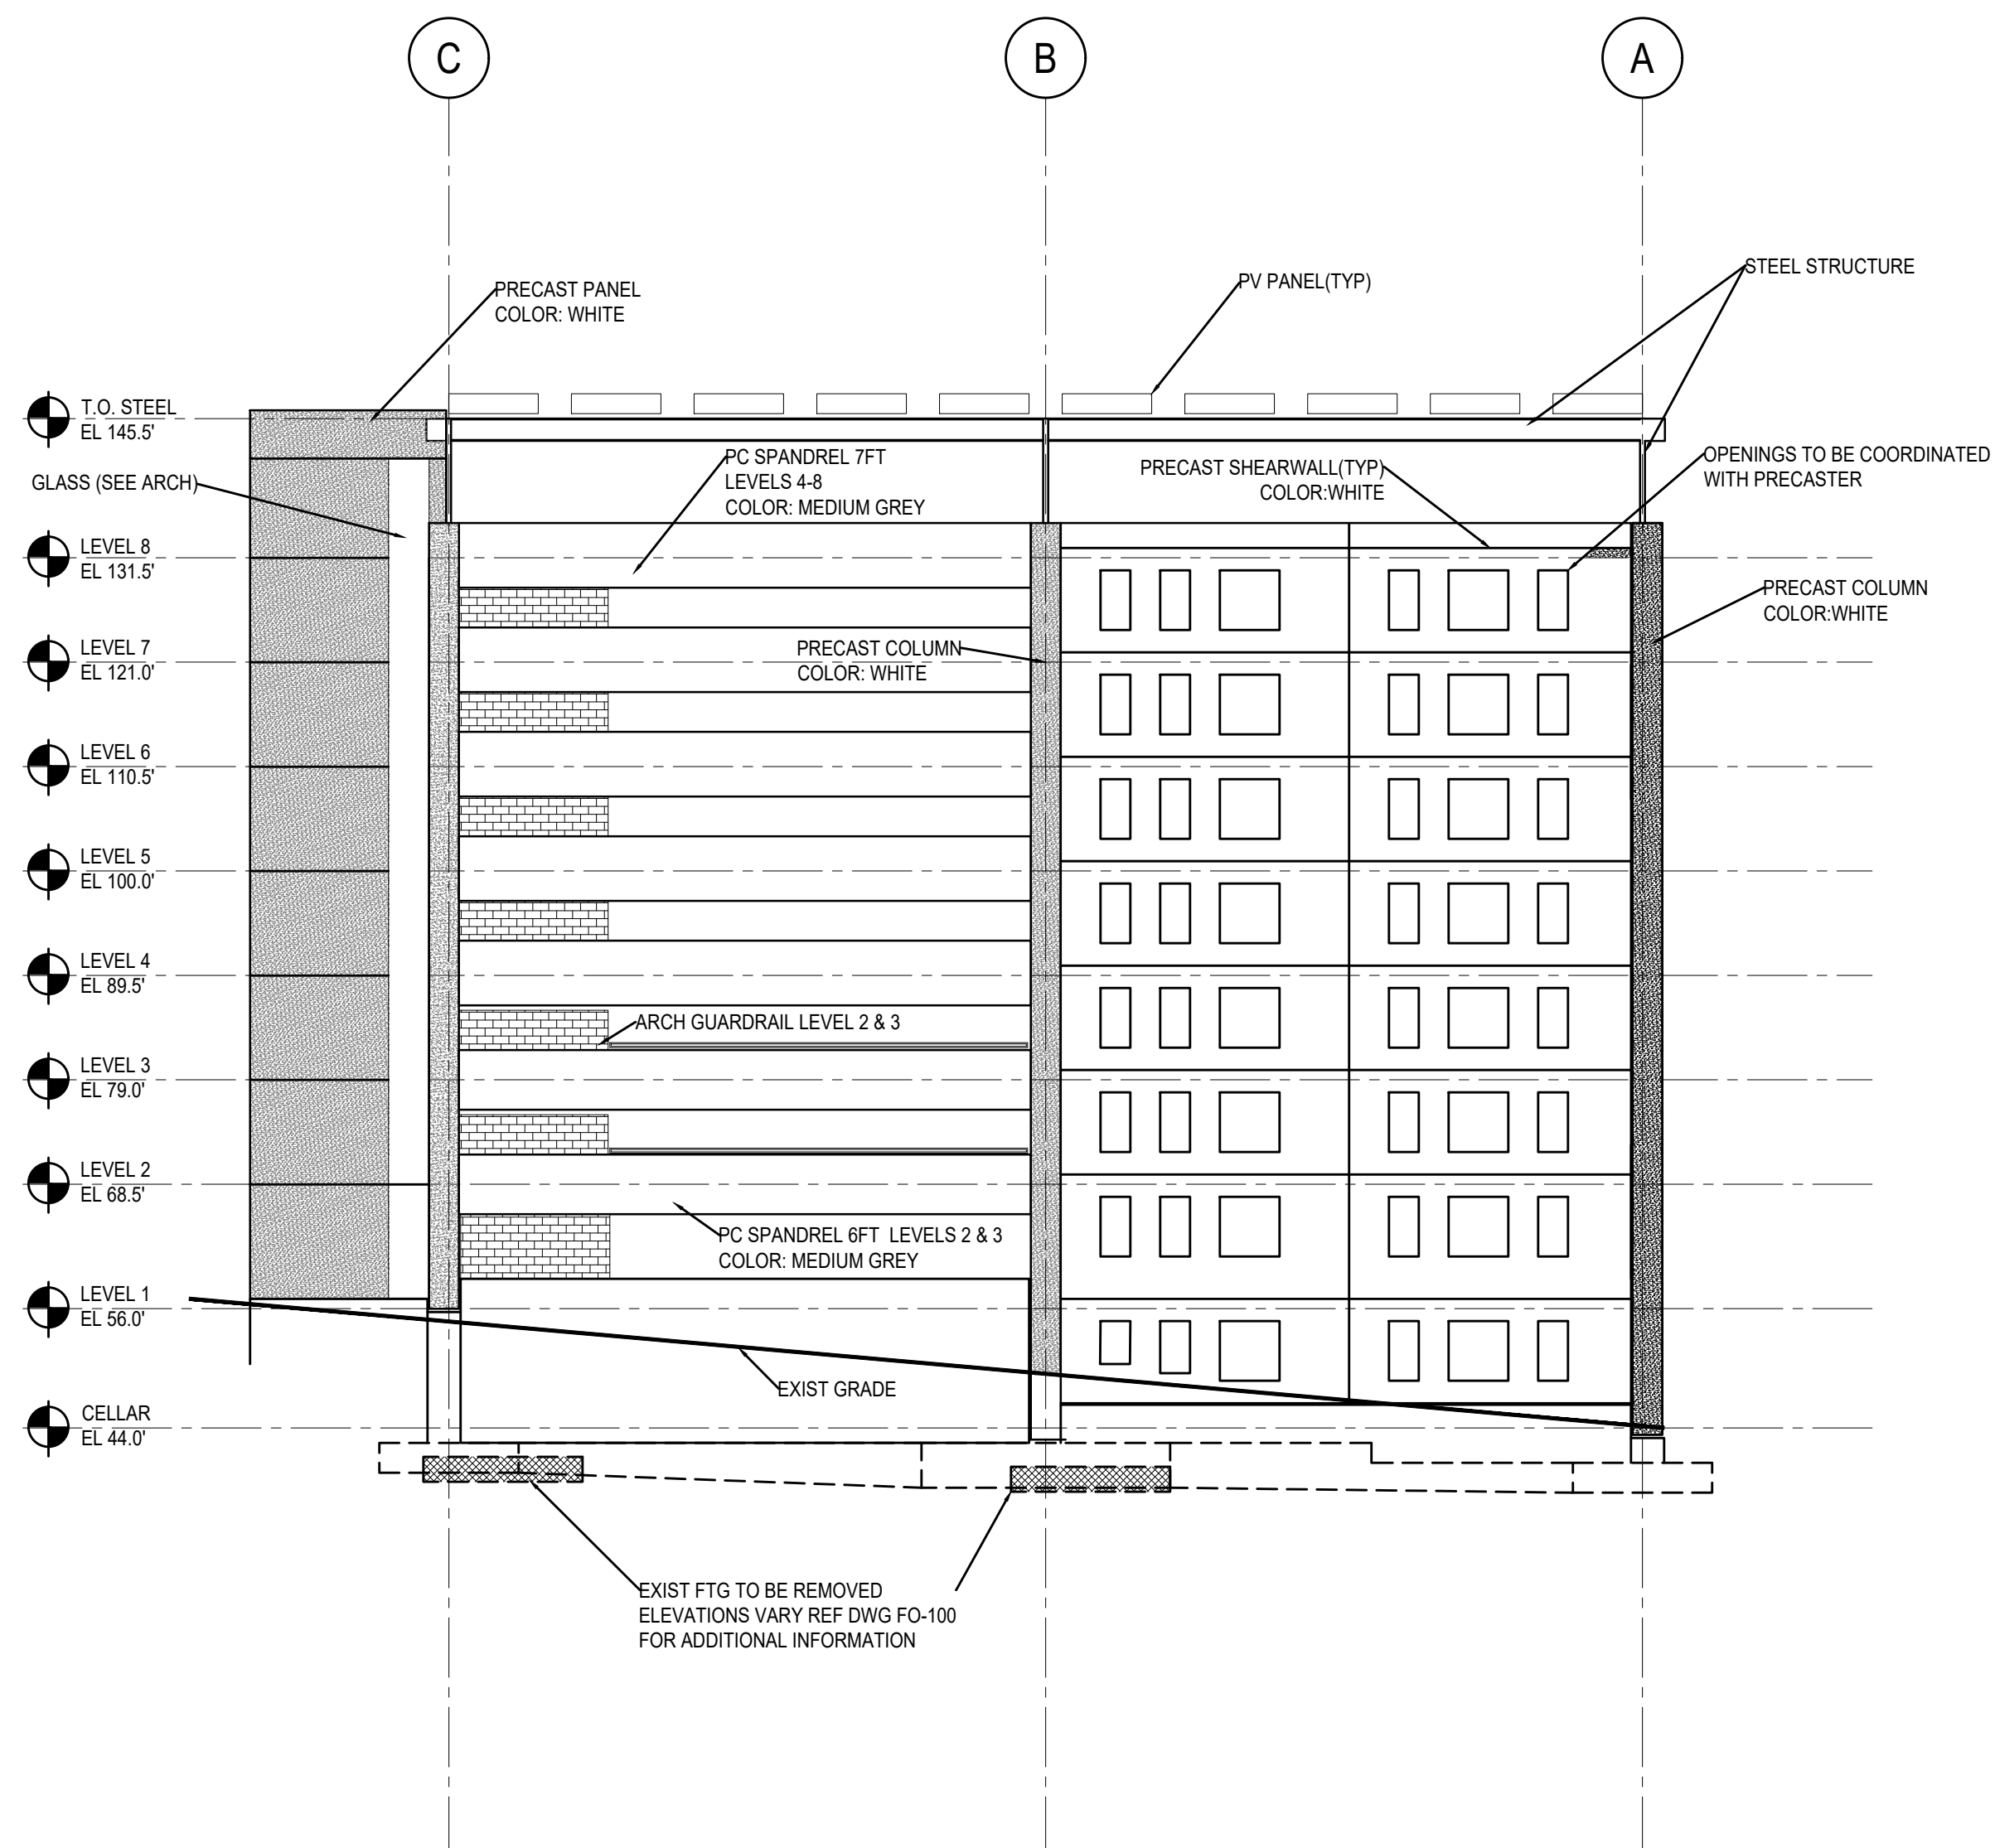 C
B
A
STEEL STRUCTURE
PV PANEL(TYP)
PRECAST PANEL
COLOR: WHITE
T.O. STEEL
EL 145.5'
GLASS (SEE ARCH)
PC SPANDREL 7FT
LEVELS 4-8
COLOR: MEDIUM GREY
PRECAST SHEARWALL(TYP)
COLOR:WHITE
OPENINGS TO BE COORDINATED
WITH PRECASTER
LEVEL 8
EL 131.5'
PRECAST COLUMN
COLOR:WHITE
LEVEL 7
EL 121.0'
PRECAST COLUMN
COLOR: WHITE
LEVEL 6
EL 110.5'
LEVEL 5
EL 100.0'
LEVEL 4
EL 89.5'
ARCH GUARDRAIL LEVEL 2 & 3
LEVEL 3
EL 79.0'
LEVEL 2
EL 68.5'
PC SPANDREL 6FT LEVELS 2 & 3
COLOR: MEDIUM GREY
LEVEL 1
EL 56.0'
EXIST GRADE
CELLAR
EL 44.0'
EXIST FTG TO BE REMOVED
ELEVATIONS VARY REF DWG FO-100
FOR ADDITIONAL INFORMATION